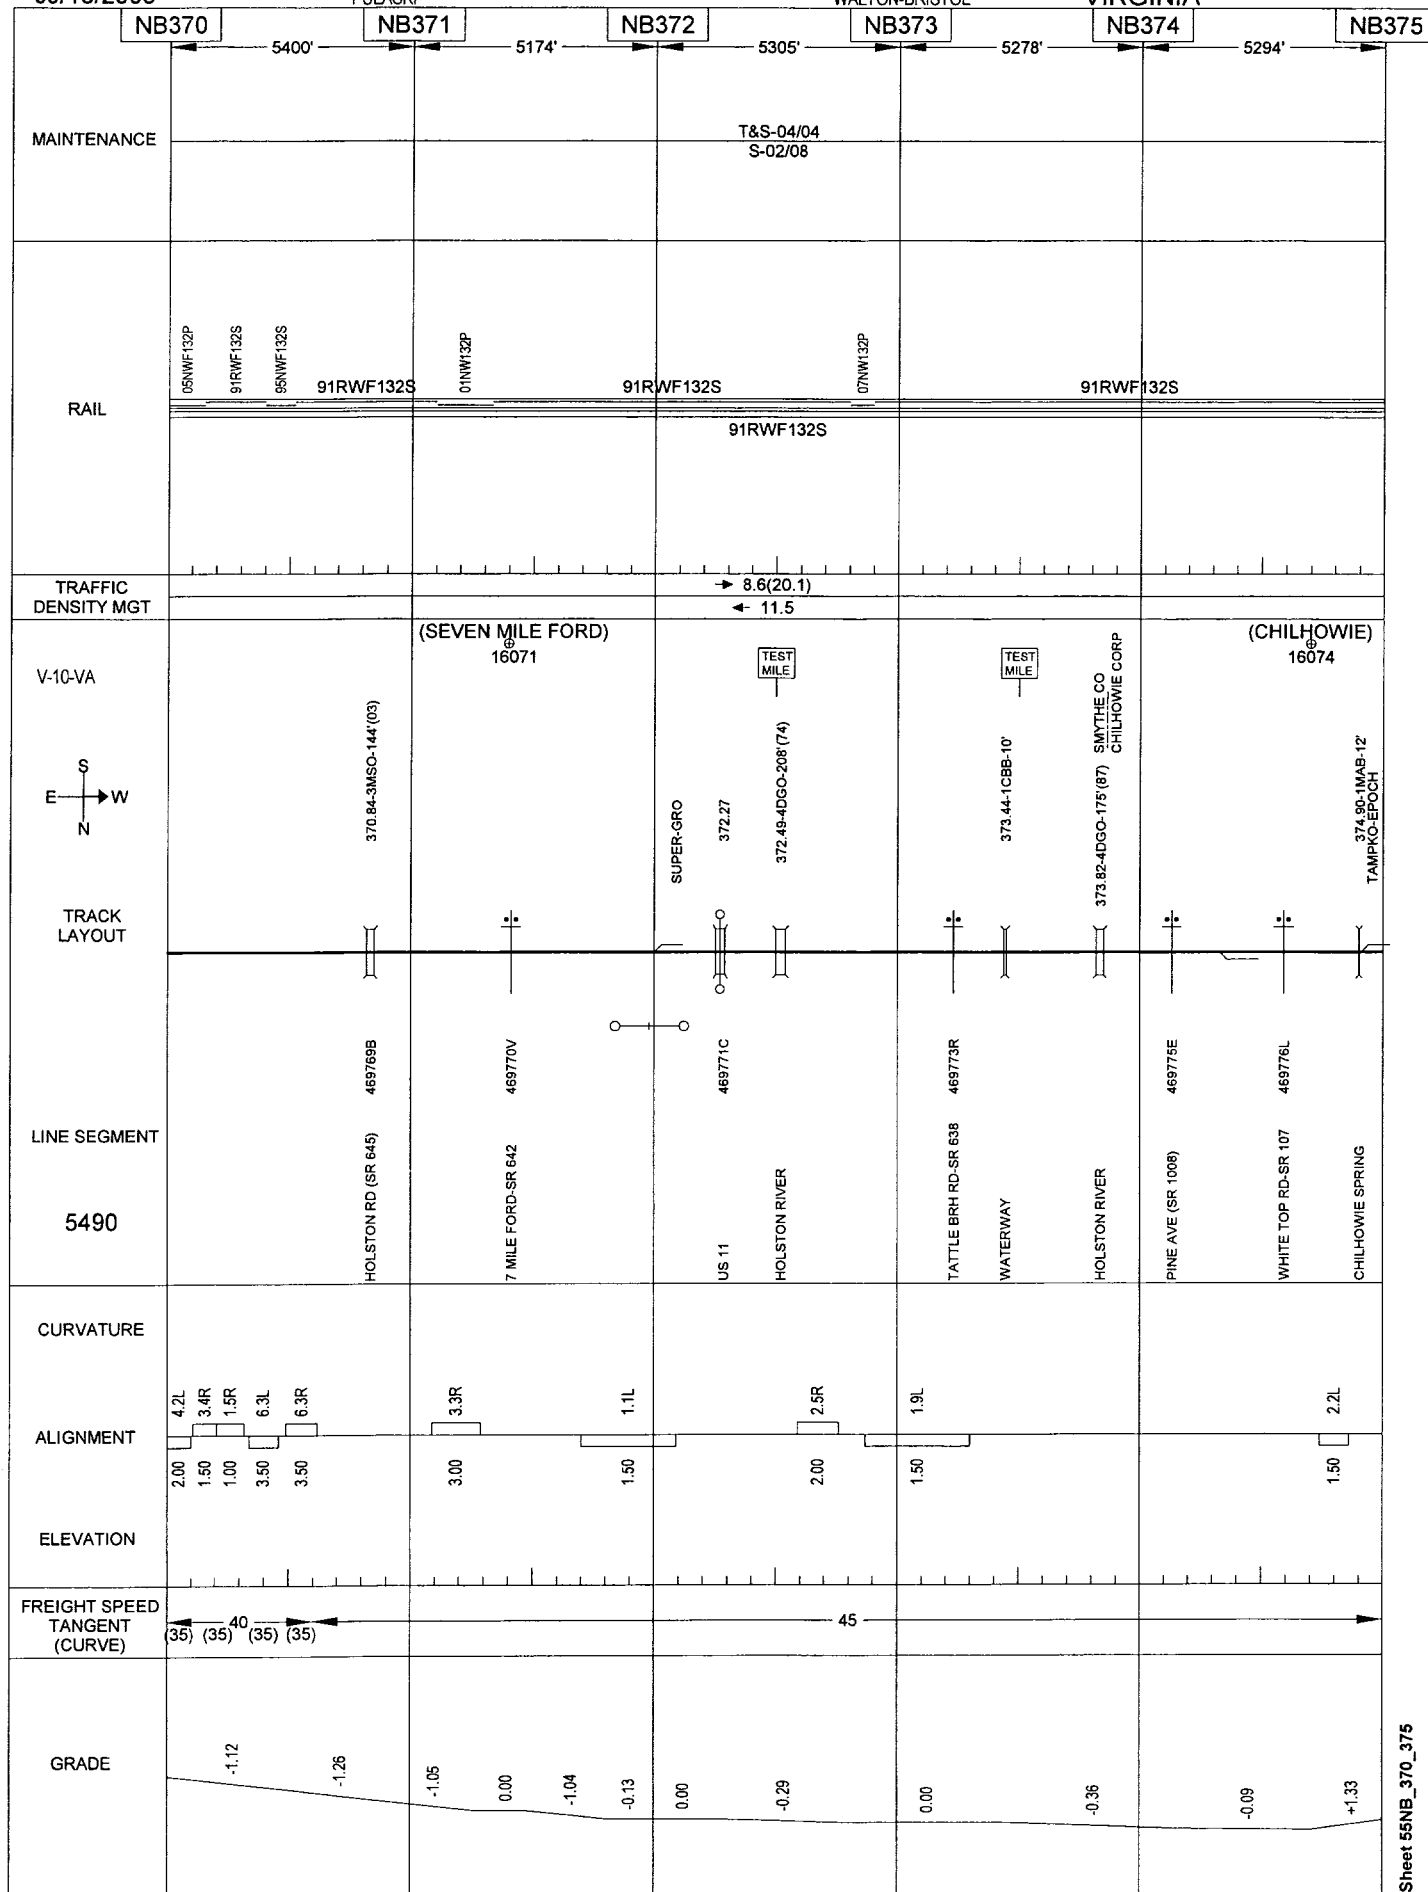 VIRGINIA
NB370
NB371
NB372
NB373
NB374
NB375
5400'
5174'
5305'
5278'
5294'
MAINTENANCE
T&S-04/04
S-02/08
RAIL
05NWF132P
91RWF132S
95NWF132S
91RWF132S
01NW132P
91RWF132S
07NW132P
91RWF132S
91RWF132S
TRAFFIC
DENSITY MGT
8.6(20.1)
11.5
(SEVEN MILE FORD)
16071
(CHILHOWIE)
16074
V-10-VA
TEST
MILE
TEST
MILE
S
E W
N
370.84-3MSO-144'(03)
SUPER-GRO
372.27
372.49-4DGO-208'(74)
373.44-1CBB-10'
373.82-4DGO-175'(87)
SMYTHE CO
CHILHOWIE CORP
374.90-1MAB-12'
TAMPKO-EPOCH
TRACK
LAYOUT
469769B
469770V
469771C
469773R
469775E
469776L
LINE SEGMENT
5490
HOLSTON RD (SR 645)
7 MILE FORD-SR 642
US 11
HOLSTON RIVER
TATTLE BRH RD-SR 638
WATERWAY
HOLSTON RIVER
PINE AVE (SR 1008)
WHITE TOP RD-SR 107
CHILHOWIE SPRING
CURVATURE
4.2L
3.4R
1.5R
6.3L
6.3R
3.3R
1.1L
2.5R
1.9L
2.2L
ALIGNMENT
2.00
1.50
1.00
3.50
3.50
3.00
1.50
2.00
1.50
1.50
ELEVATION
FREIGHT SPEED
TANGENT
(CURVE)
40
45
(35) (35) (35) (35)
GRADE
-1.12
-1.26
-1.05
0.00
-1.04
-0.13
0.00
-0.29
0.00
-0.36
-0.09
+1.33
Sheet 55NB_370_375